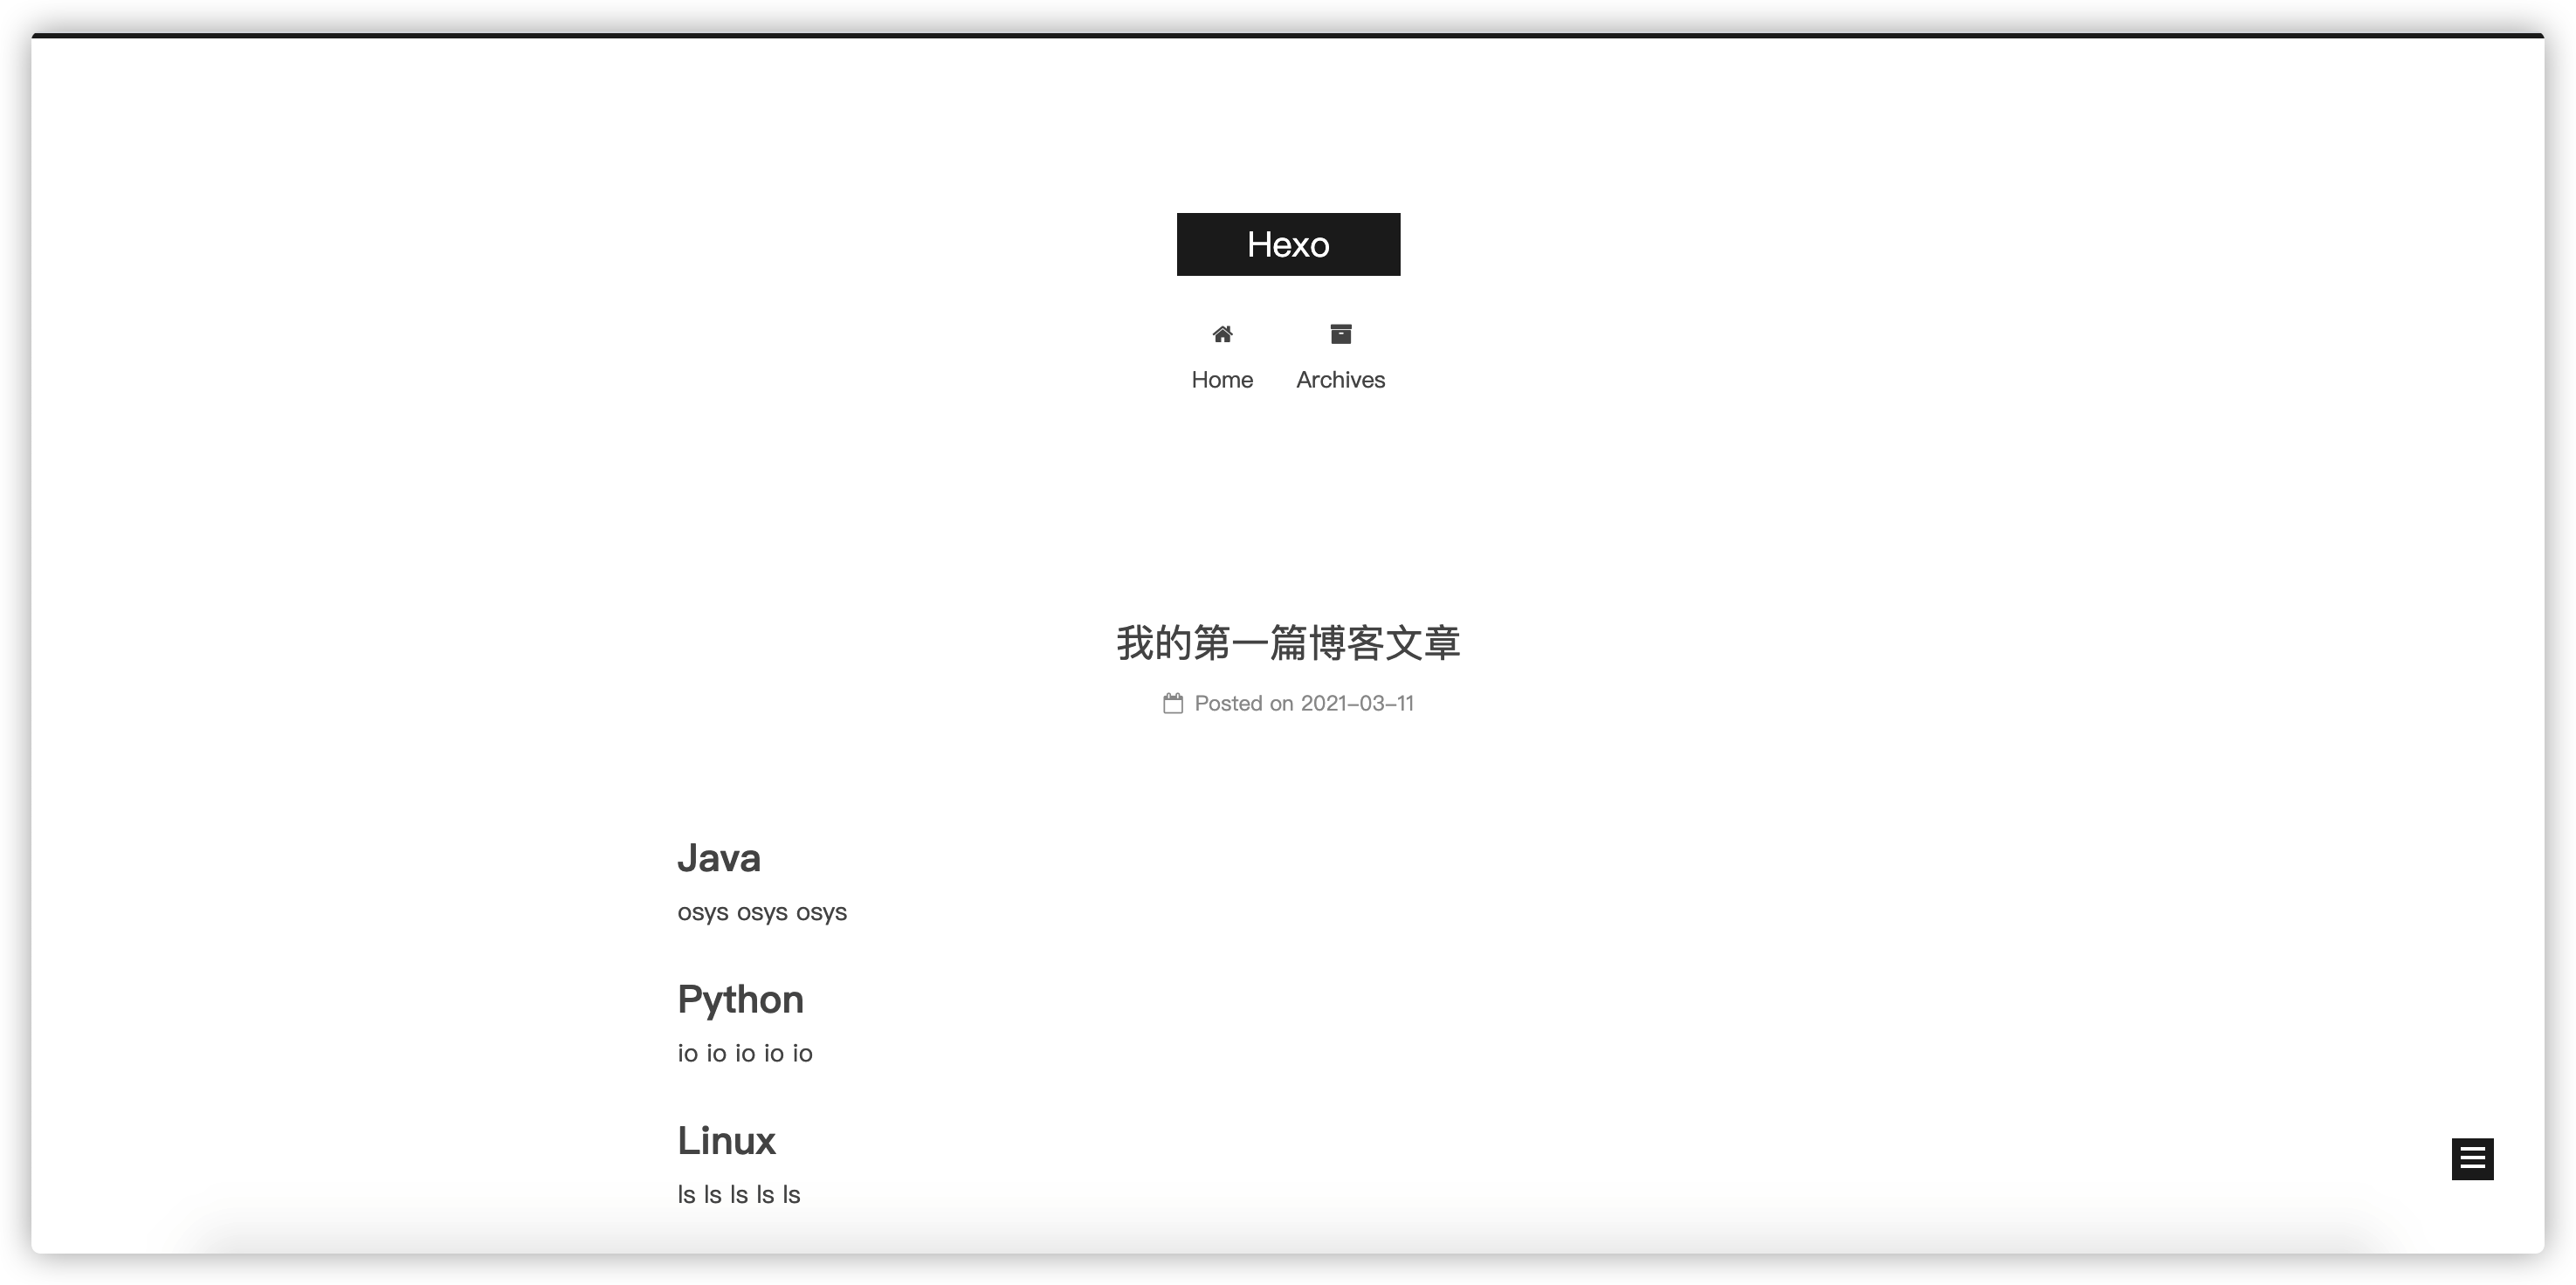 Hexo
Home Archives
我的第一篇博客文章
Posted on 2021-03-11
Java
osys osys osys
Python
io io io io io
Linux
ls ls ls ls ls